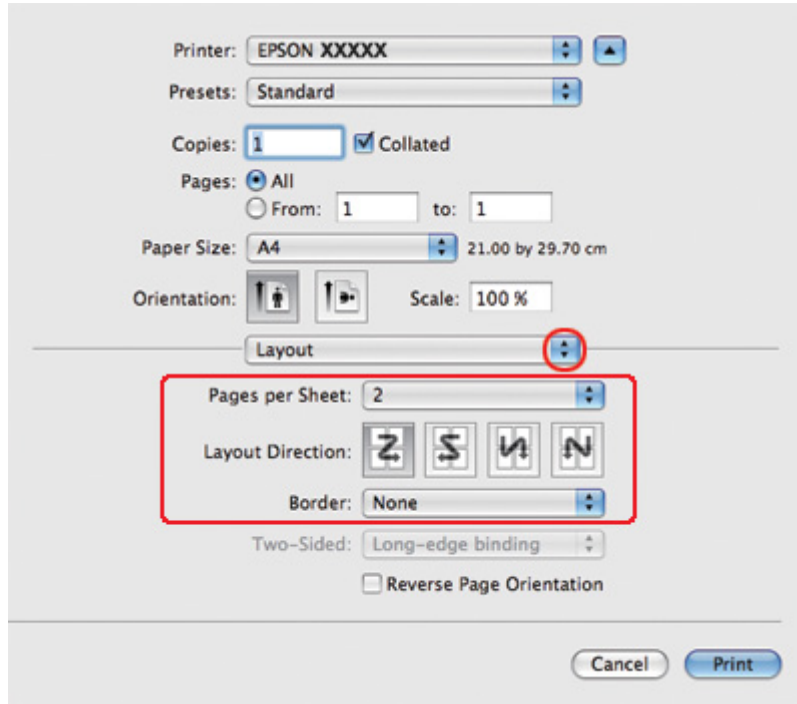 Printer: EPSON XXXXX
Presets: Standard
Copies: 1 Collated
Pages: All
From: 1 to: 1
Paper Size: A4 21.00 by 29.70 cm
Orientation: Scale: 100 %
Layout
Pages per Sheet: 2
Layout Direction:
Border: None
Two-Sided: Long-edge binding
Reverse Page Orientation
Cancel Print